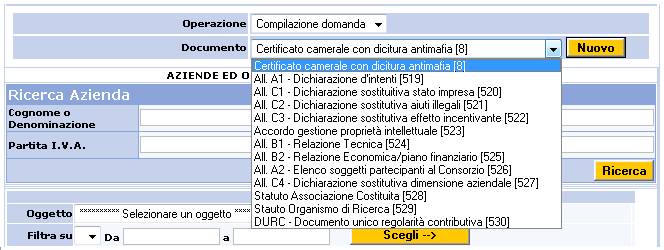 Operazione Compilazione domanda
Documento Certificato camerale con dicitura antimafia [8] Nuovo
Certificato camerale con dicitura antimafia [8]
AZIENDE ED O
All. A1 - Dichiarazione d'intenti [519]
Ricerca Azienda
All. C1 - Dichiarazione sostitutiva stato impresa [520]
All. C2 - Dichiarazione sostitutiva aiuti illegali [521]
Cognome o
Denominazione
All. C3 - Dichiarazione sostitutiva effetto incentivante [522]
Accordo gestione proprietà intellettuale [523]
Partita I.V.A.
All. B1 - Relazione Tecnica [524]
All. B2 - Relazione Economica/piano finanziario [525]
All. A2 - Elenco soggetti partecipanti al Consorzio [526]
Ricerca
All. C4 - Dichiarazione sostitutiva dimensione aziendale [527]
Statuto Associazione Costituita [528]
Stauto Organismo di Ricerca [529]
Oggetto ********** Selezionare un oggetto ****
DURC - Documento unico regolarità contributiva [530]
Filtra su Da a Scegli -->